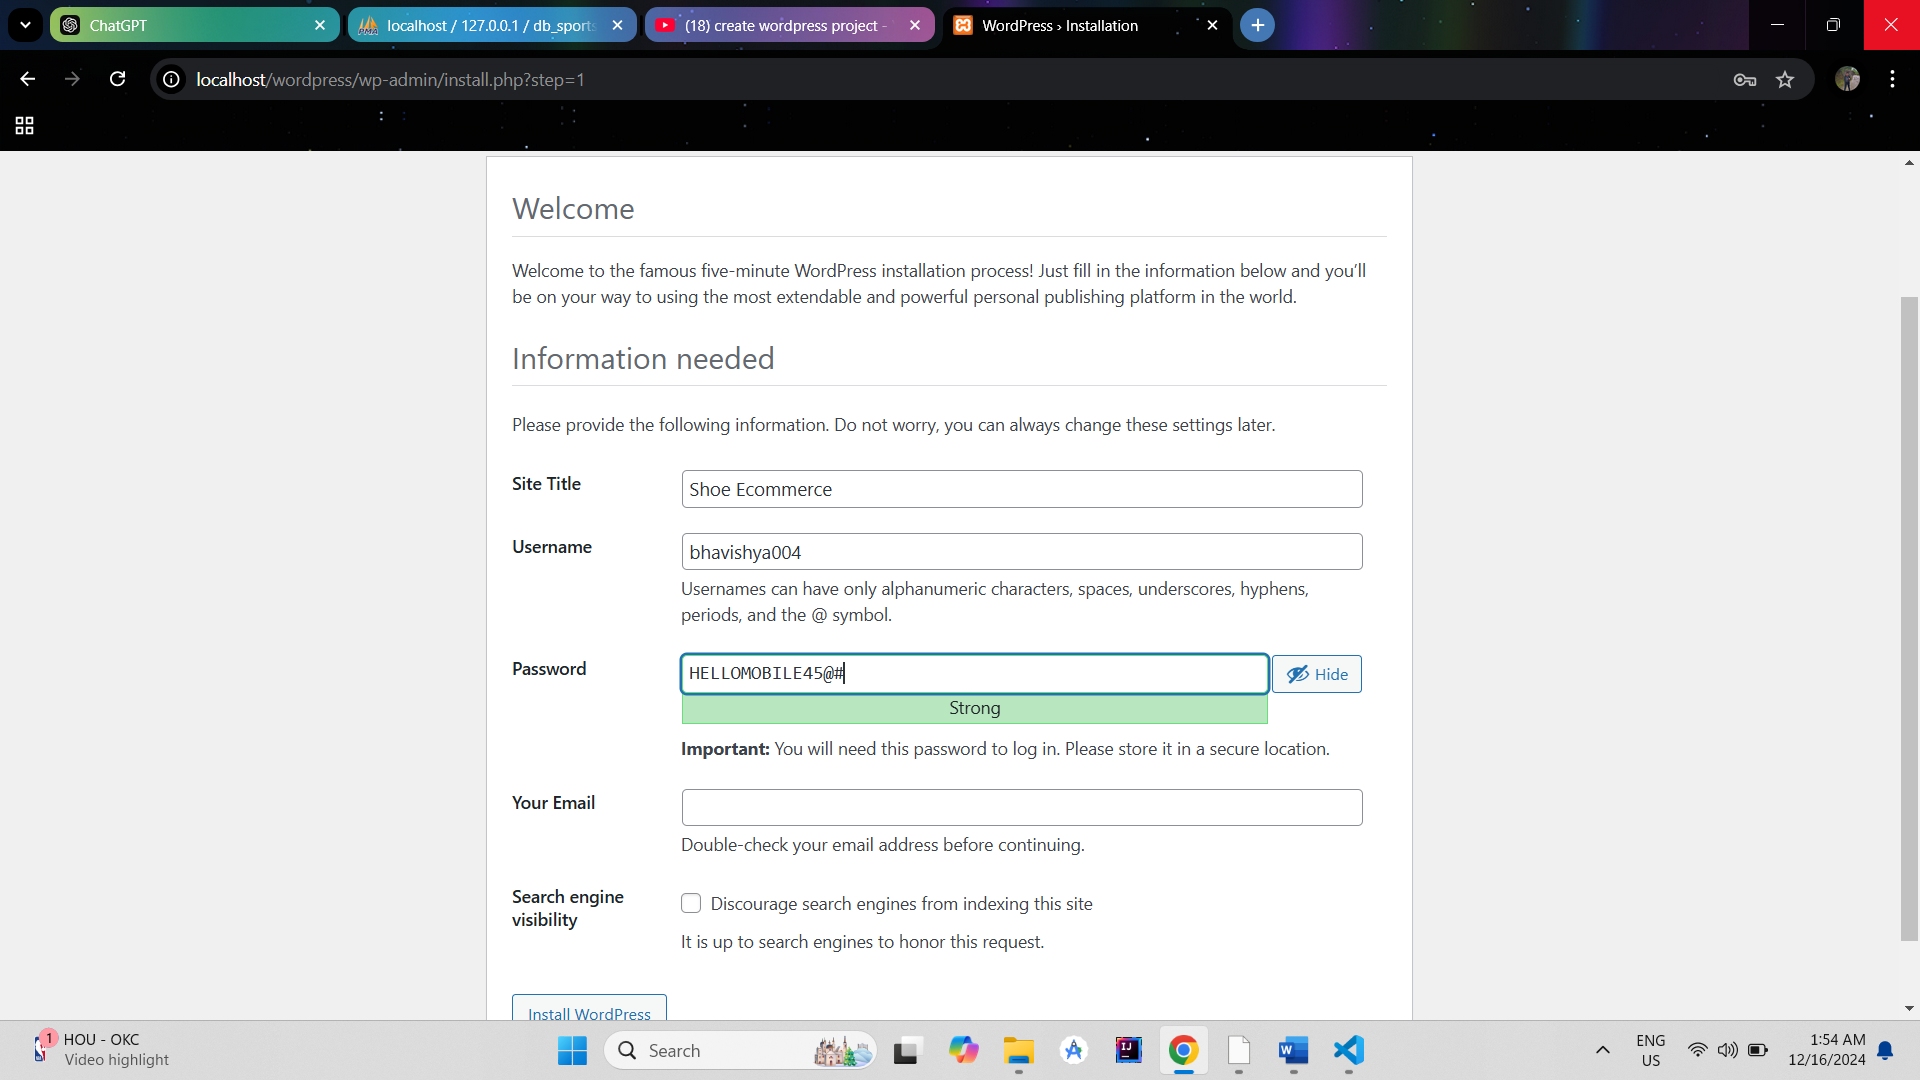 ChatGPT
localhost / 127.0.0.1 / db_sports
(18) create wordpress project -
WordPress › Installation
localhost/wordpress/wp-admin/install.php?step=1
Welcome
Welcome to the famous five-minute WordPress installation process! Just fill in the information below and you’ll
be on your way to using the most extendable and powerful personal publishing platform in the world.
Information needed
Please provide the following information. Do not worry, you can always change these settings later.
Site Title
Shoe Ecommerce
Username
bhavishya004
Usernames can have only alphanumeric characters, spaces, underscores, hyphens,
periods, and the @ symbol.
Password
HELLOMOBILE45@#
Hide
Strong
Important: You will need this password to log in. Please store it in a secure location.
Your Email
Double-check your email address before continuing.
Search engine
visibility
Discourage search engines from indexing this site
It is up to search engines to honor this request.
Install WordPress
1
HOU - OKC
Video highlight
Search
ENG
US
1:54 AM
12/16/2024